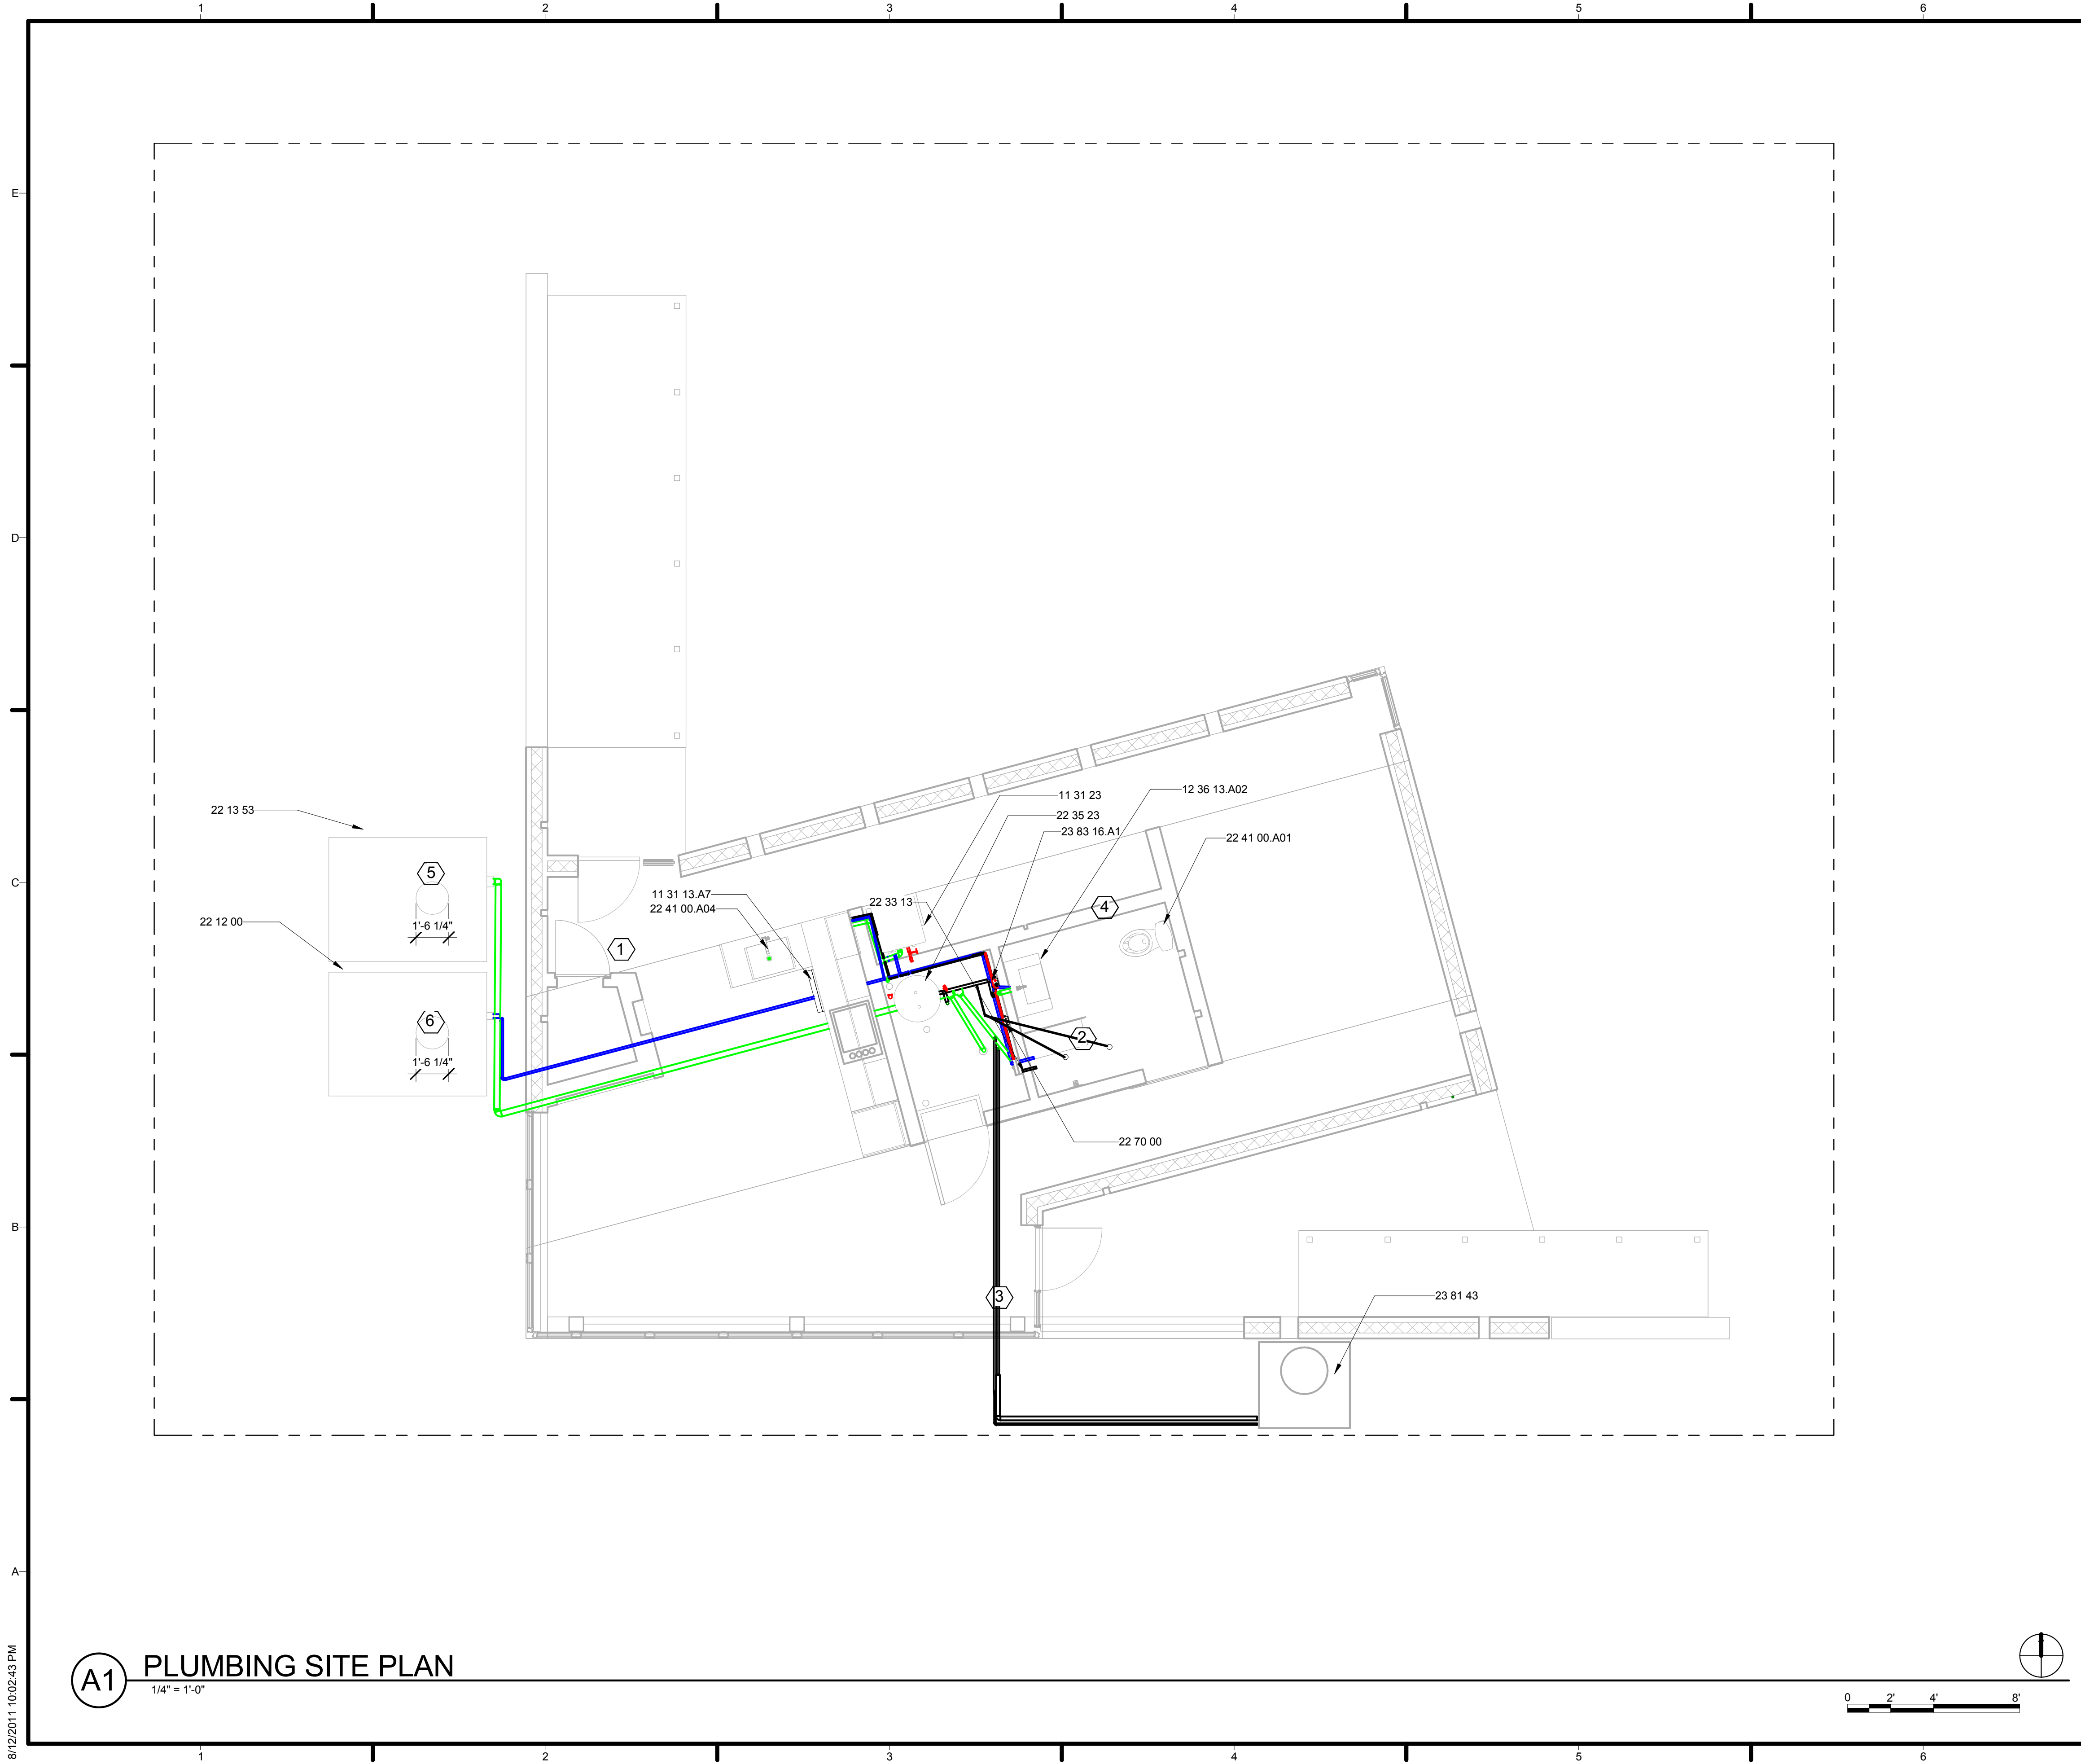 1 2 3 4 5 6
E
D
C
B
A
22 13 53
22 12 00
5
1'-6 1/4"
6
1'-6 1/4"
1
11 31 13.A7
22 41 00.A04
22 33 13
11 31 23
22 35 23
23 83 16.A1
12 36 13.A02
22 41 00.A01
4
2
22 70 00
3
23 81 43
A1
PLUMBING SITE PLAN
1/4" = 1'-0"
0 2' 4' 8'
8/12/2011 10:02:43 PM
1 2 3 4 5 6